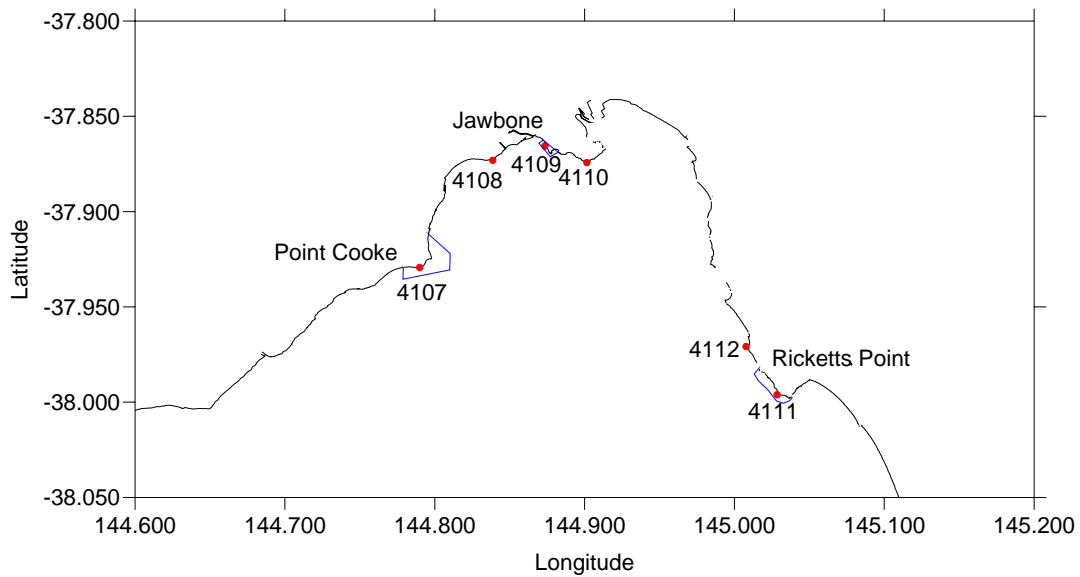 -37.800
-37.850
Jawbone
4109
4108
4110
-37.900
Point Cooke
4107
Latitude
-37.950
4112
Ricketts Point
-38.000
4111
-38.050
144.600 144.700 144.800 144.900 145.000 145.100 145.200
Longitude